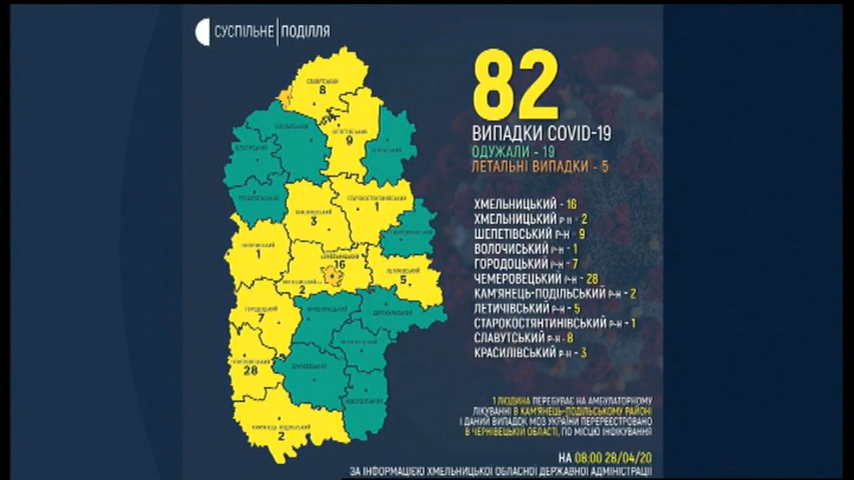 СУСПІЛЬНЕ ПОДІЛЛЯ
82
ВИПАДКИ COVID-19
ОДУЖАЛИ - 19
ЛЕТАЛЬНІ ВИПАДКИ - 5
ХМЕЛЬНИЦЬКИЙ - 16
ХМЕЛЬНИЦЬКИЙ Р-Н - 2
ШЕПЕТІВСЬКИЙ Р-Н - 9
ВОЛОЧИСЬКИЙ Р-Н - 1
ГОРОДОЦЬКИЙ Р-Н - 7
ЧЕМЕРОВЕЦЬКИЙ Р-Н - 28
КАМ'ЯНЕЦЬ-ПОДІЛЬСЬКИЙ Р-Н - 2
ЛЕТИЧІВСЬКИЙ Р-Н - 5
СТАРОКОСТЯНТИНІВСЬКИЙ Р-Н - 1
СЛАВУТСЬКИЙ Р-Н - 8
КРАСИЛІВСЬКИЙ Р-Н - 3
1 ЛЮДИНА ПЕРЕБУВАЄ НА АМБУЛАТОРНОМУ
ЛІКУВАННІ В КАМ'ЯНЕЦЬ-ПОДІЛЬСЬКОМУ РАЙОНІ
І ДАНИЙ ВИПАДОК МОЗ УКРАЇНИ ПЕРЕРЕЄСТРОВАНО
В ЧЕРНІВЕЦЬКІЙ ОБЛАСТІ, ПО МІСЦЮ ІНФІКУВАННЯ
НА 08:00 28/04/20
ЗА ІНФОРМАЦІЄЮ ХМЕЛЬНИЦЬКОЇ ОБЛАСНОЇ ДЕРЖАВНОЇ АДМІНІСТРАЦІЇ
СЛАВУТСЬКИЙ
8
9
СТАРОКОСТЯНТИНІВСЬКИЙ
1
3
1
16
2
5
ГОРОДОЦЬКИЙ
7
28
2